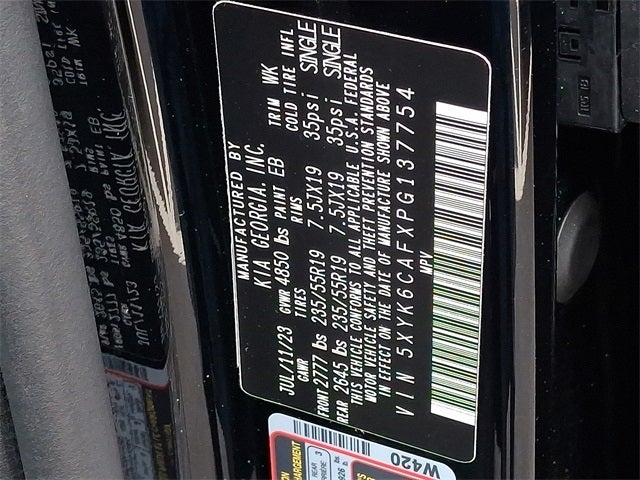 MANUFACTURED BY
KIA GEORGIA, INC.
JUL/11/23 GVWR 4850 lbs PAINT EB TRIM WK
GAWR TIRES RIMS COLD TIRE INFL
FRONT 2777 lbs 235/55R19 7.5JX19 35psi SINGLE
REAR 2645 lbs 235/55R19 7.5JX19 35psi SINGLE
THIS VEHICLE CONFORMS TO ALL APPLICABLE U.S.A. FEDERAL
MOTOR VEHICLE SAFETY AND THEFT PREVENTION STANDARDS
IN EFFECT ON THE DATE OF MANUFACTURE SHOWN ABOVE
VIN 5XYK6CAFXPG137754
MPV
W420
REAR 3